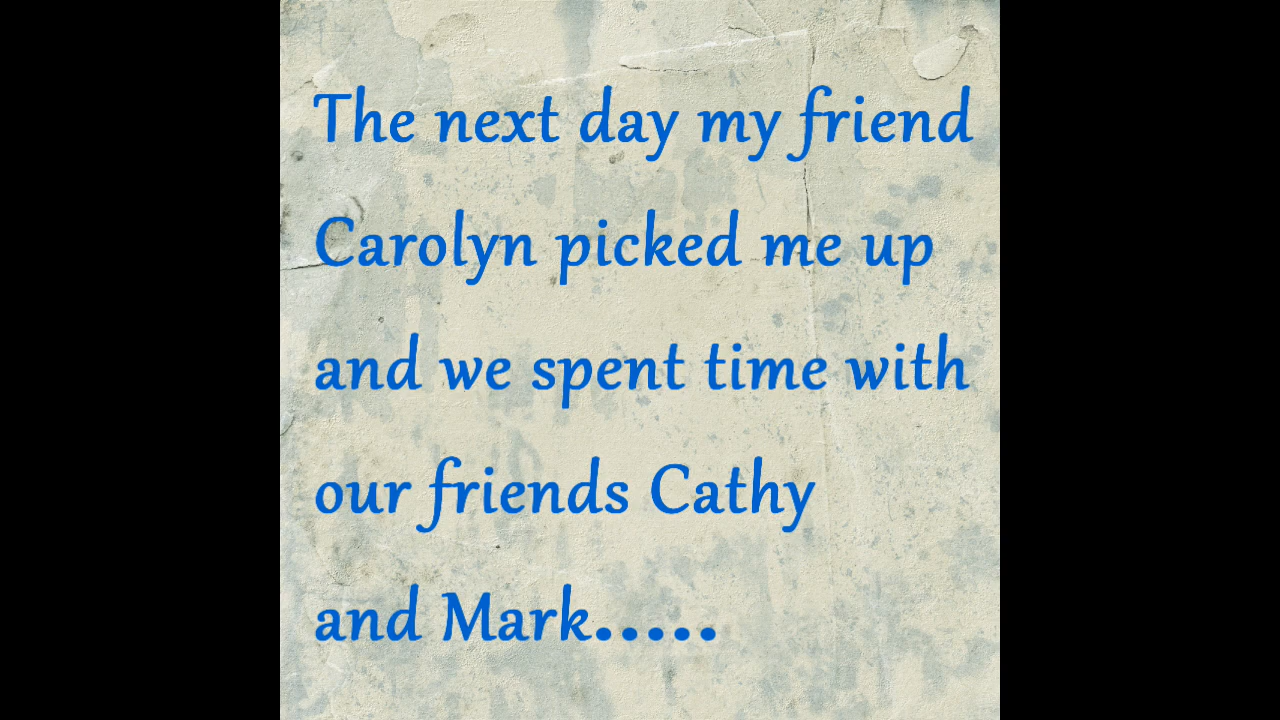 The next day my friend
Carolyn picked me up
and we spent time with
our friends Cathy
and Mark.....